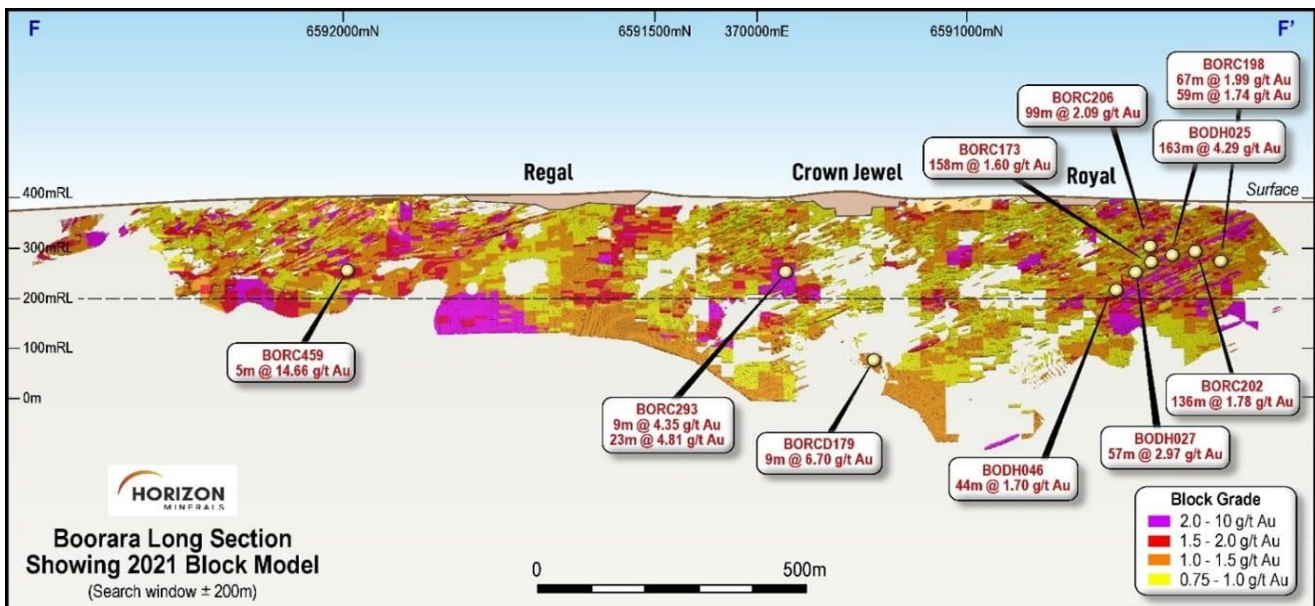 F
6592000mN
6591500mN
370000mE
6591000mN
F'
BORC198
67m @ 1.99 g/t Au
59m @ 1.74 g/t Au
BORC206
99m @ 2.09 g/t Au
BODH025
163m @ 4.29 g/t Au
BORC173
158m @ 1.60 g/t Au
Regal
Crown Jewel
Royal
400mRL
Surface
300mRL
200mRL
100mRL
0m
BORC459
5m @ 14.66 g/t Au
BORC293
9m @ 4.35 g/t Au
23m @ 4.81 g/t Au
BORCD179
9m @ 6.70 g/t Au
BORC202
136m @ 1.78 g/t Au
BODH027
57m @ 2.97 g/t Au
BODH046
44m @ 1.70 g/t Au
HORIZON
MINERALS
Boorara Long Section
Showing 2021 Block Model
(Search window ± 200m)
0
500m
Block Grade
2.0 - 10 g/t Au
1.5 - 2.0 g/t Au
1.0 - 1.5 g/t Au
0.75 - 1.0 g/t Au